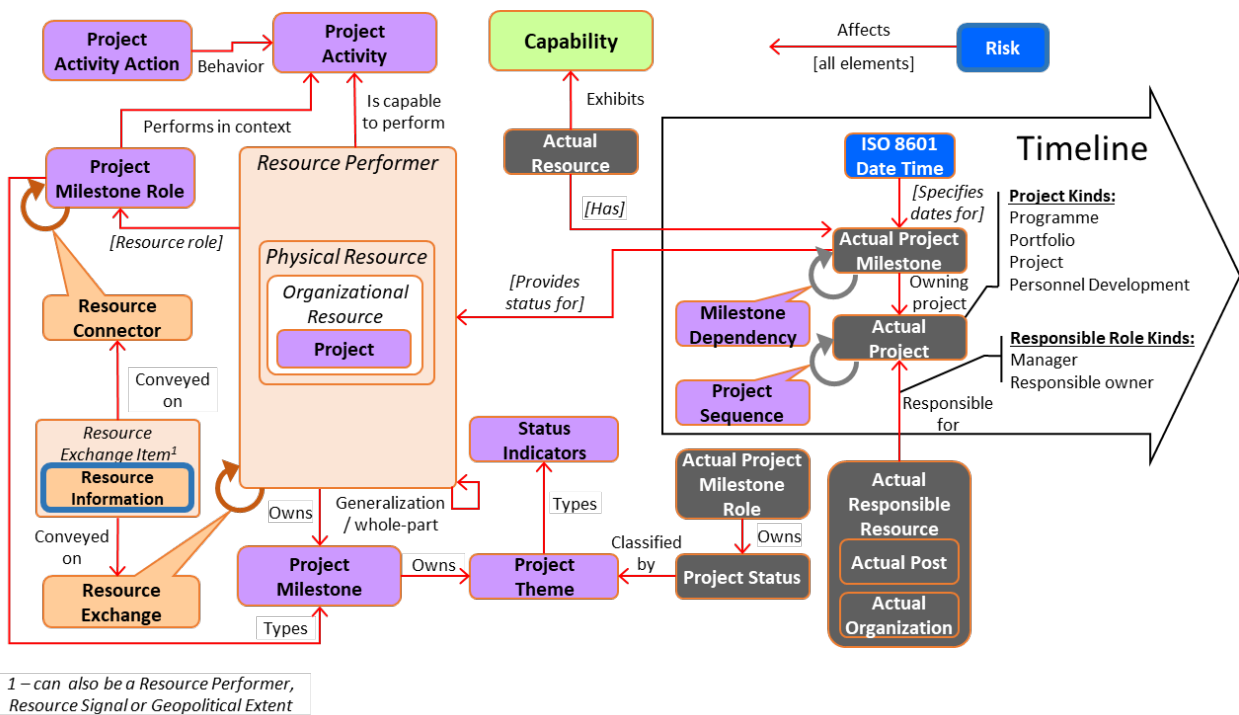 Project
Activity Action
Behavior
Project
Activity
Capability
Affects
[all elements]
Risk
Performs in context
Is capable
to perform
Exhibits
Actual
Resource
Timeline
ISO 8601
Date Time
Project
Milestone Role
Resource Performer
[Resource role]
[Has]
[Specifies
dates for]
Project Kinds:
Programme
Portfolio
Project
Personnel Development
Actual Project
Milestone
Physical Resource
Organizational
Resource
Project
[Provides
status for]
Owning
project
Milestone
Dependency
Actual
Project
Resource
Connector
Responsible Role Kinds:
Manager
Responsible owner
Project
Sequence
Responsible
for
Conveyed
on
Resource
Exchange Item1
Resource
Information
Status
Indicators
Actual Project
Milestone
Role
Actual
Responsible
Resource
Actual Post
Actual
Organization
Conveyed
on
Owns
Generalization
/ whole-part
Types
Classified
by
Owns
Resource
Exchange
Project
Milestone
Owns
Project
Theme
Project Status
Types
1 – can also be a Resource Performer,
Resource Signal or Geopolitical Extent